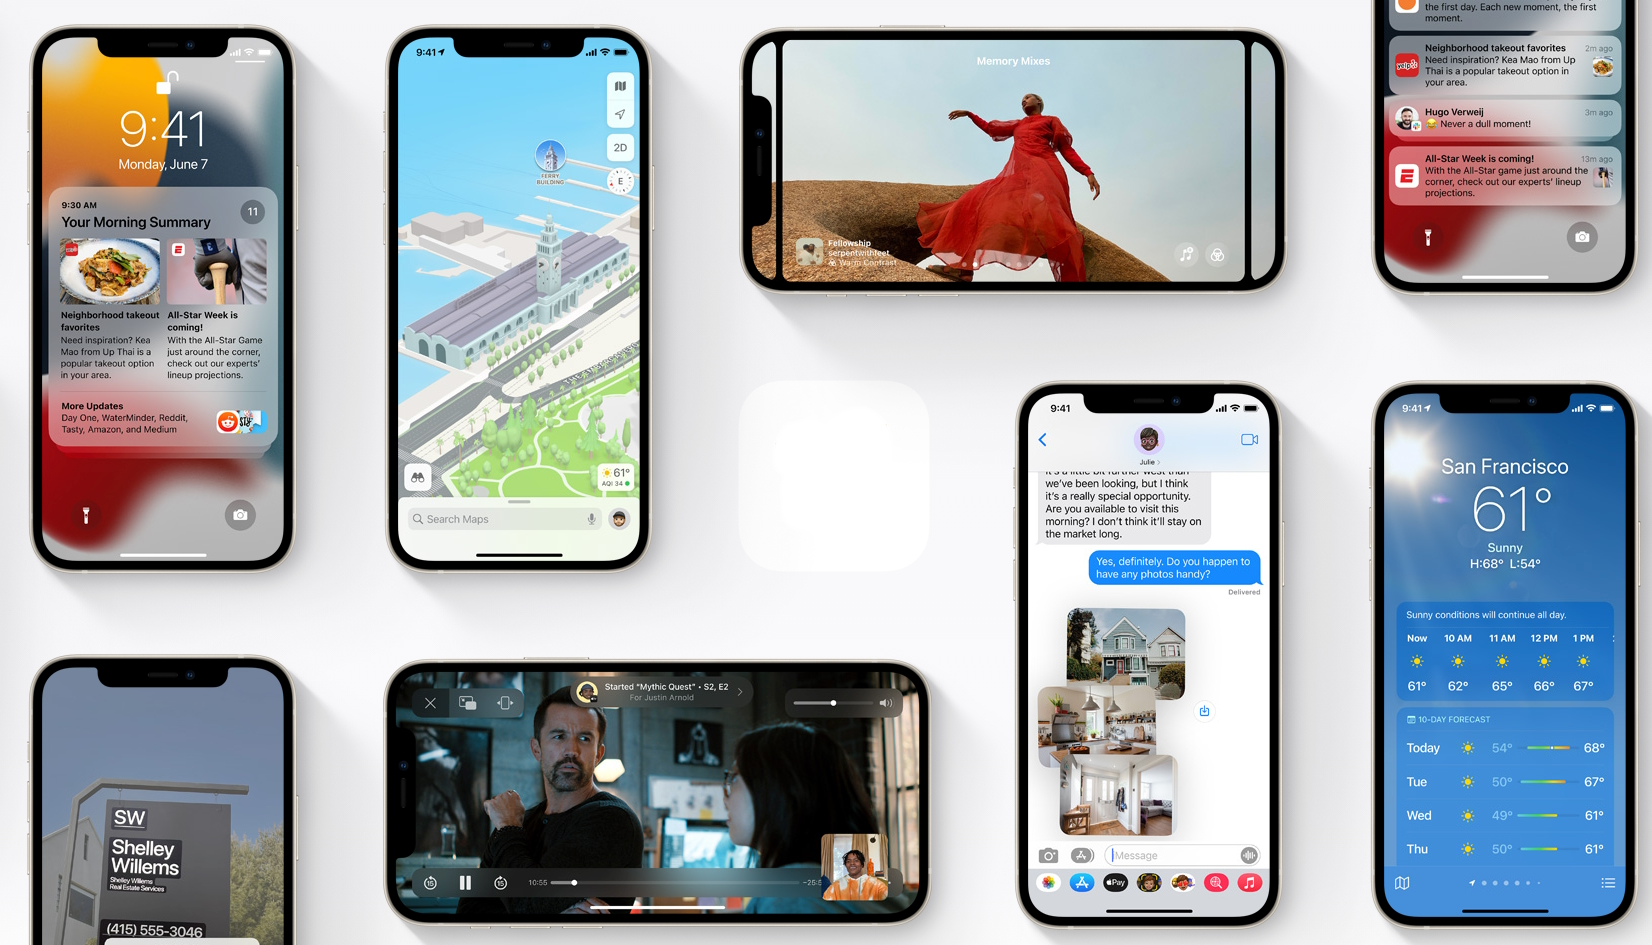 9:41
Monday, June 7
9:30 AM
Your Morning Summary
11
Neighborhood takeout
favorites
Need inspiration? Kea
Mao from Up Thai is a
popular takeout option
in your area.
All-Star Week is
coming!
With the All-Star Game
just around the corner,
check out our experts'
lineup projections.
More Updates
Day One, WaterMinder, Reddit,
Tasty, Amazon, and Medium
9:41
2D
E
FERRY
BUILDING
61°
AQI 34
Search Maps
Memory Mixes
Fellowship
serpentwithfeet
Warm Contrast
the first day. Each new moment, the first
moment.
yelp
Neighborhood takeout favorites
2m ago
Need inspiration? Kea Mao from Up
Thai is a popular takeout option in
your area.
Hugo Verweij
3m ago
😂 Never a dull moment!
All-Star Week is coming!
13m ago
With the All-Star game just around the
corner, check out our experts' lineup
projections.
SW
Shelley
Willems
Shelley Willems
Real Estate Services
(415) 555-3046
Started “Mythic Quest” • S2, E2
For Justin Arnold
15
15
10:55
9:41
Julie
It's a little bit further west than
we've been looking, but I think
it's a really special opportunity.
Are you available to visit this
morning? I don't think it'll stay on
the market long.
Yes, definitely. Do you happen to
have any photos handy?
Delivered
Message
Pay
9:41
San Francisco
61°
Sunny
H:68° L:54°
Sunny conditions will continue all day.
Now 10 AM 11 AM 12 PM 1 PM
61° 62° 65° 66° 67°
10-DAY FORECAST
Today 54° 68°
Tue 50° 67°
Wed 49° 61°
Thu 50° 61°